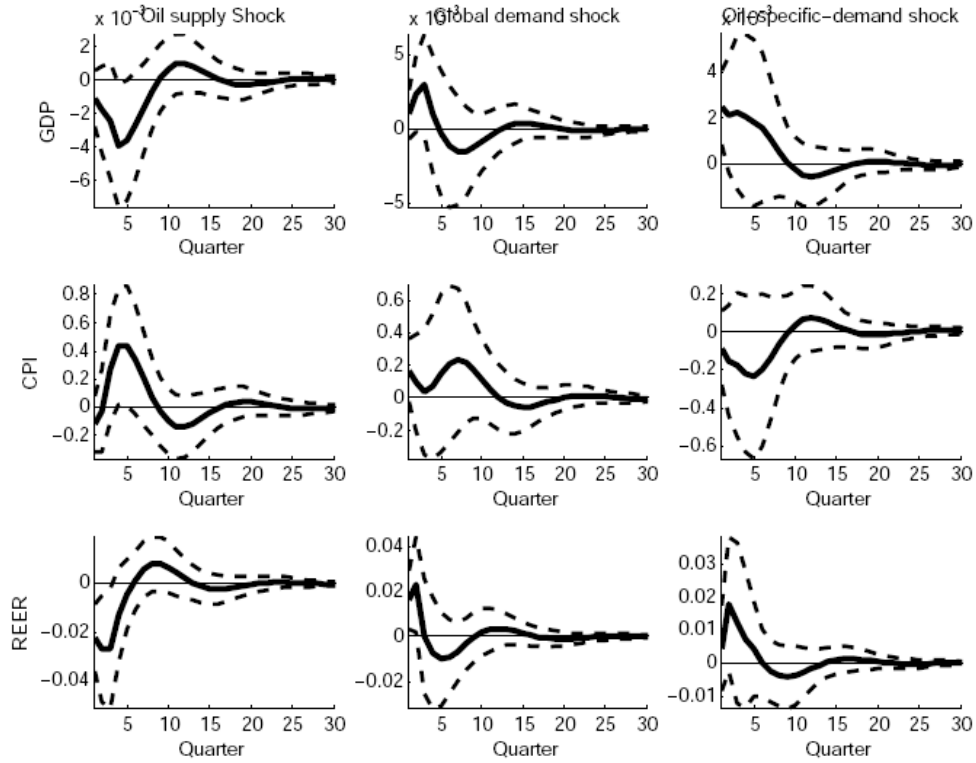 x 10⁻³ Oil supply Shock
x 10⁻³ Global demand shock
x 10⁻³ Oil-specific-demand shock
GDP
2
0
−2
−4
−6
5 10 15 20 25 30
Quarter
5
0
−5
5 10 15 20 25 30
Quarter
4
2
0
5 10 15 20 25 30
Quarter
CPI
0.8
0.6
0.4
0.2
0
−0.2
5 10 15 20 25 30
Quarter
0.6
0.4
0.2
0
−0.2
5 10 15 20 25 30
Quarter
0.2
0
−0.2
−0.4
−0.6
5 10 15 20 25 30
Quarter
REER
0
−0.02
−0.04
5 10 15 20 25 30
Quarter
0.04
0.02
0
−0.02
5 10 15 20 25 30
Quarter
0.03
0.02
0.01
0
−0.01
5 10 15 20 25 30
Quarter